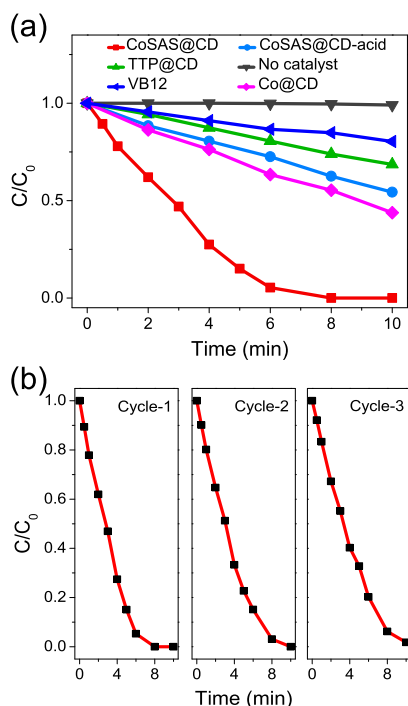 (a)
CoSAS@CD CoSAS@CD-acid
TTP@CD No catalyst
VB12 Co@CD
1.0
0.5
0.0
C/C0
0 2 4 6 8 10
Time (min)
(b)
Cycle-1 Cycle-2 Cycle-3
1.0
0.8
0.6
0.4
0.2
0.0
C/C0
0 4 8 0 4 8 0 4 8
Time (min)